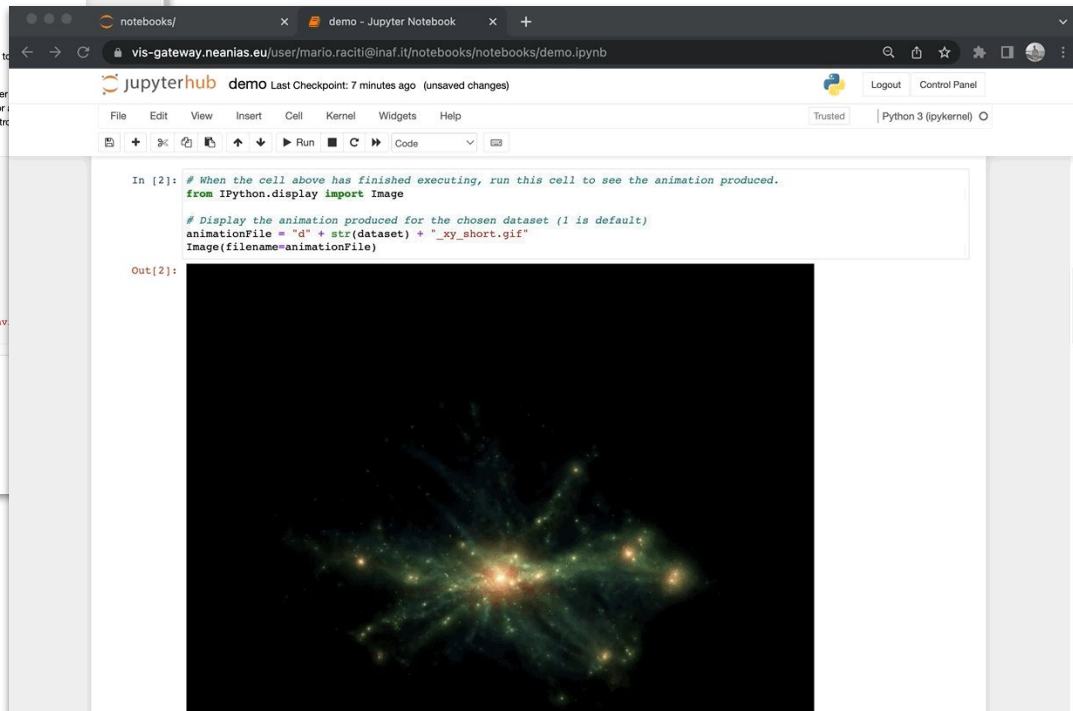 notebooks/
demo - Jupyter Notebook
vis-gateway.neanias.eu/user/mario.raciti@inaf.it/notebooks/notebooks/demo.ipynb
jupyterhub demo Last Checkpoint: 7 minutes ago (unsaved changes)
Logout Control Panel
File Edit View Insert Cell Kernel Widgets Help
Trusted Python 3 (ipykernel)
Run Code
In [2]: # When the cell above has finished executing, run this cell to see the animation produced.
from IPython.display import Image
# Display the animation produced for the chosen dataset (1 is default)
animationFile = "d" + str(dataset) + "_xy_short.gif"
Image(filename=animationFile)
Out[2]: